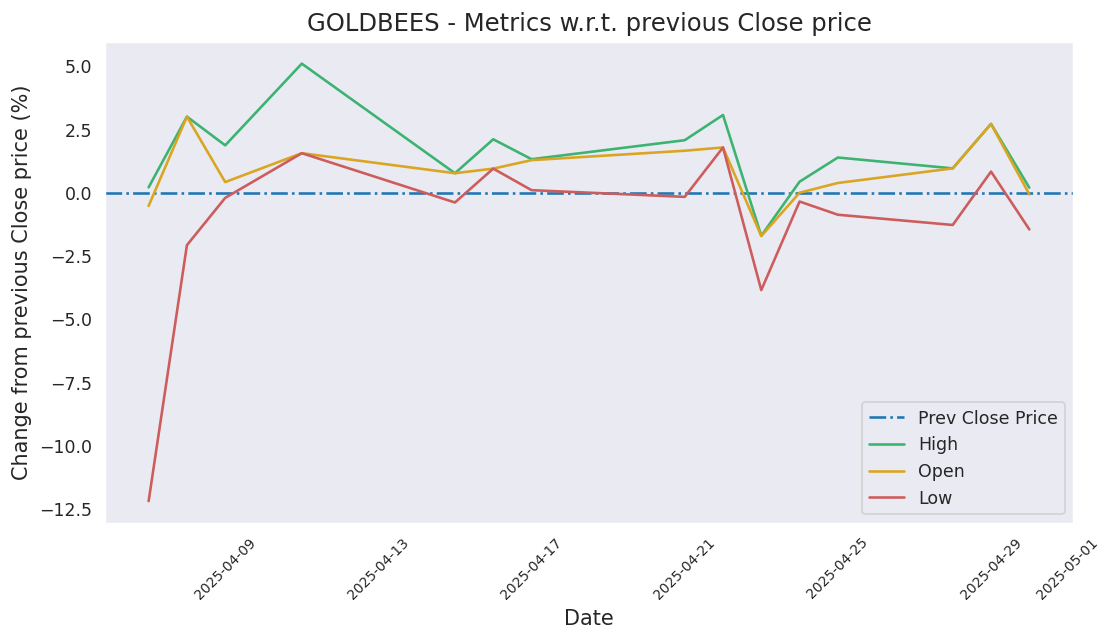 GOLDBEES - Metrics w.r.t. previous Close price
Change from previous Close price (%)
5.0
2.5
0.0
−2.5
−5.0
−7.5
−10.0
−12.5
Prev Close Price
High
Open
Low
2025-04-09
2025-04-13
2025-04-17
2025-04-21
2025-04-25
2025-04-29
2025-05-01
Date